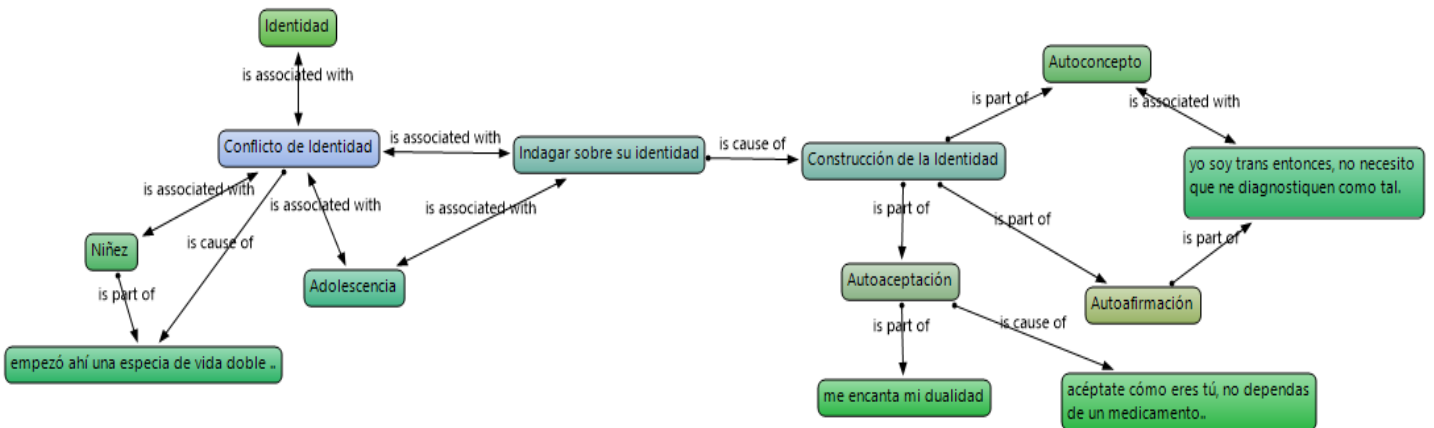 Identidad
is associated with
Autoconcepto
is part of
is associated with
Conflicto de Identidad
is associated with
Indagar sobre su identidad
is cause of
Construcción de la Identidad
yo soy trans entonces, no necesito
que ne diagnostiquen como tal.
is associated with
is associated with
is associated with
is part of
is part of
is part of
Niñez
is cause of
is part of
Adolescencia
Autoaceptación
Autoafirmación
is part of
is cause of
empezó ahí una especia de vida doble ..
me encanta mi dualidad
acéptate cómo eres tú, no dependas
de un medicamento..